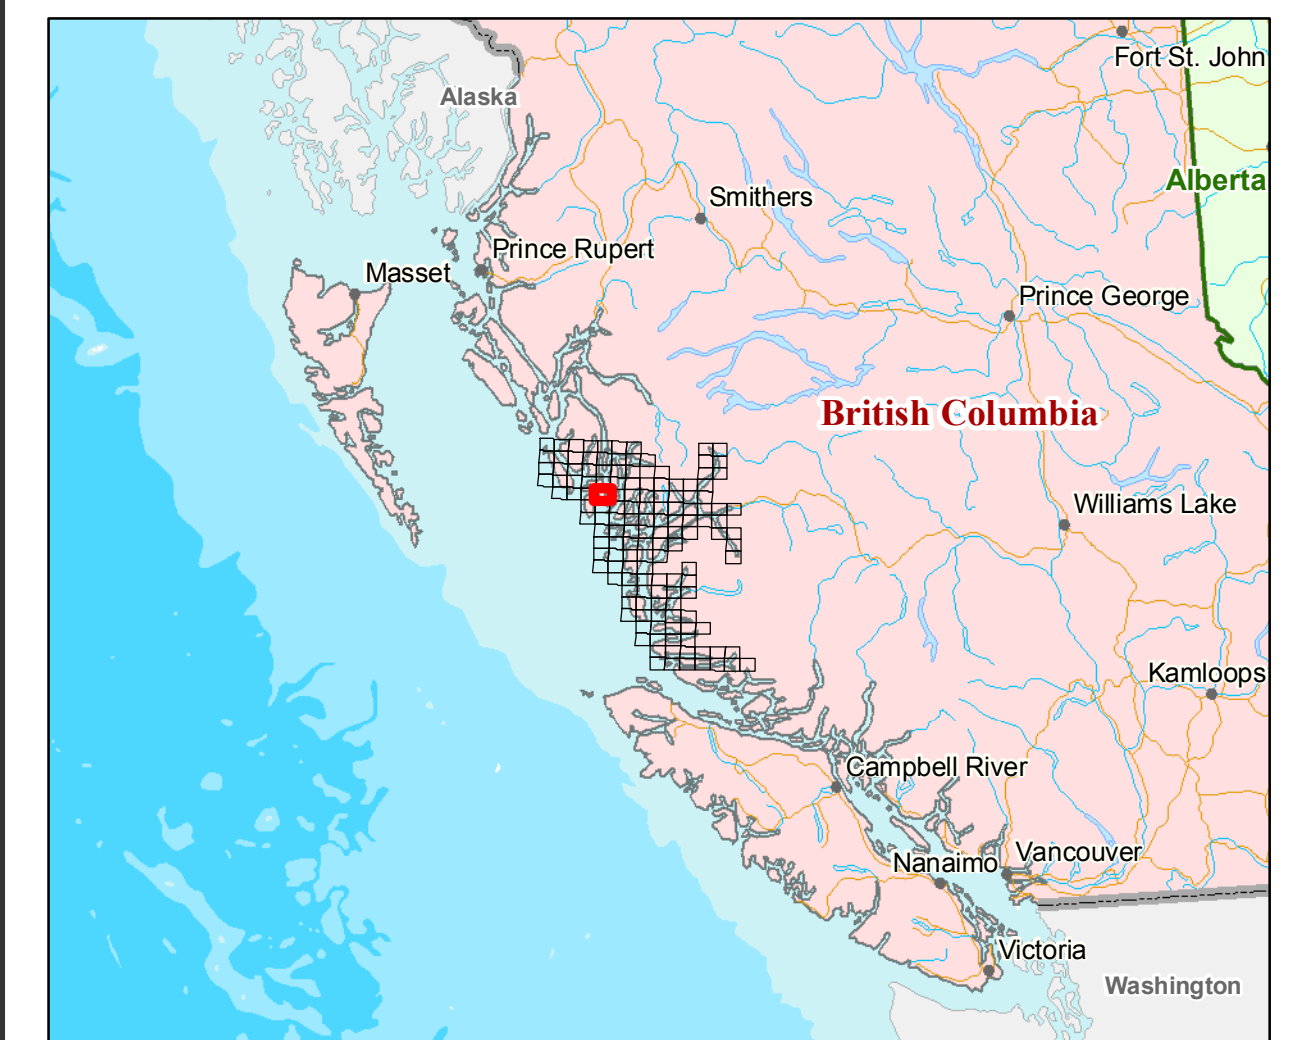 Fort St. John
Alaska
Alberta
Smithers
Prince Rupert
Masset
Prince George
British Columbia
Williams Lake
Kamloops
Campbell River
Vancouver
Nanaimo
Victoria
Washington